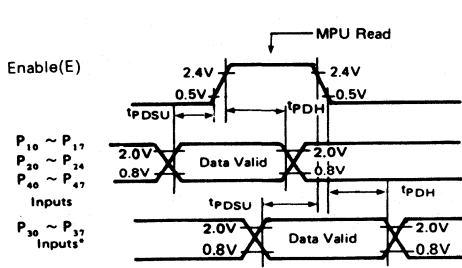 MPU Read
Enable(E)
2.4V
2.4V
0.5V
0.5V
tPDSU
tPDH
P10 ~ P17
P20 ~ P24
P40 ~ P47
Inputs
2.0V
0.8V
Data Valid
2.0V
0.8V
tPDSU
tPDH
P30 ~ P37
Inputs*
2.0V
0.8V
Data Valid
2.0V
0.8V